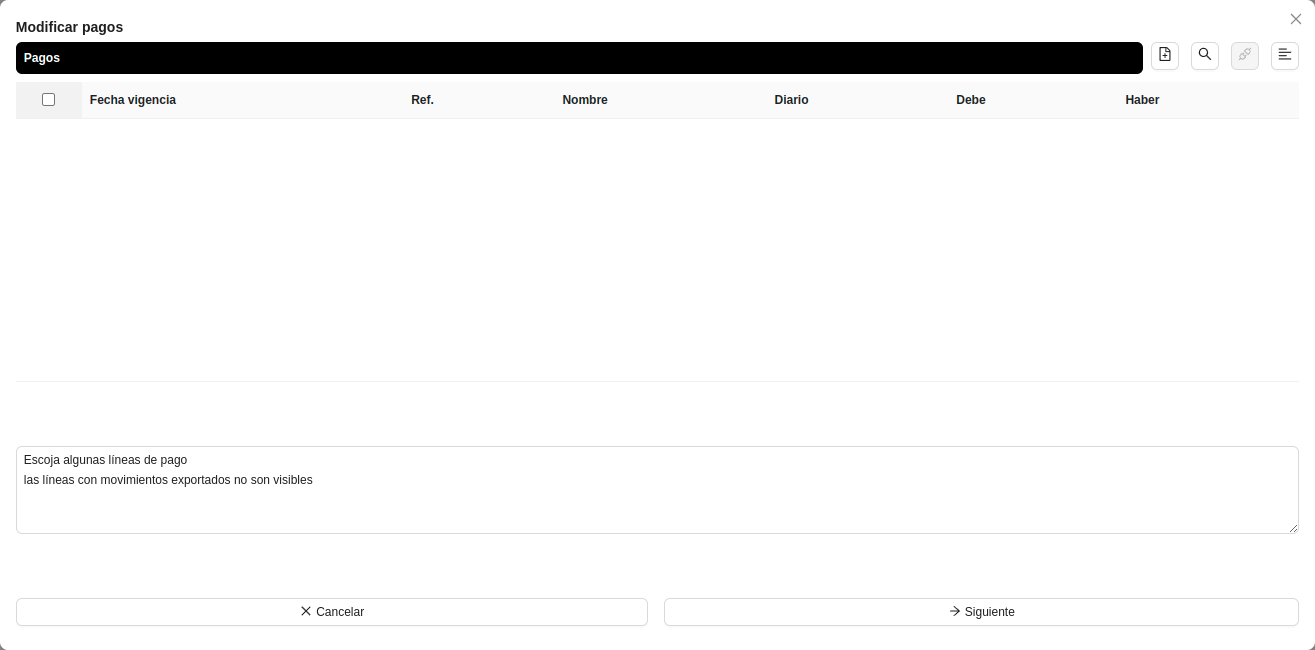 Modificar pagos
Pagos
Fecha vigencia Ref. Nombre Diario Debe Haber
Escoja algunas líneas de pago
las líneas con movimientos exportados no son visibles
Cancelar Siguiente